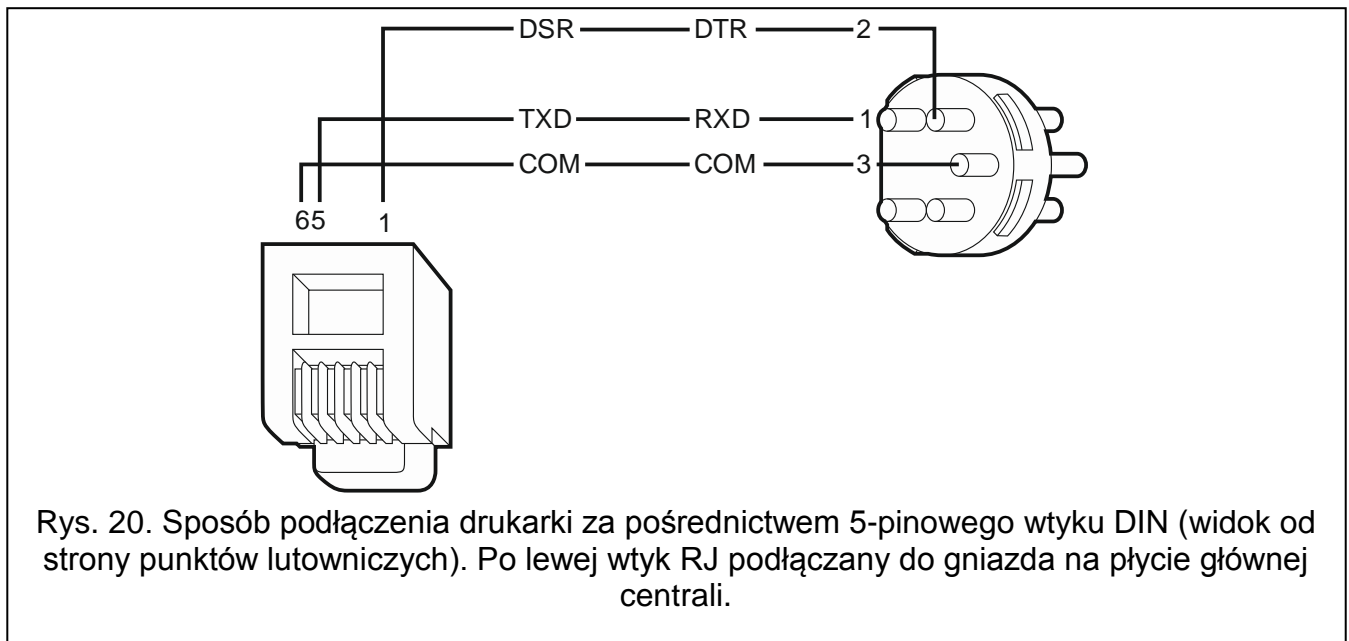 DSR DTR 2
TXD RXD 1
COM COM 3
65 1
Rys. 20. Sposób podłączenia drukarki za pośrednictwem 5-pinowego wtyku DIN (widok od
strony punktów lutowniczych). Po lewej wtyk RJ podłączany do gniazda na płycie głównej
centrali.